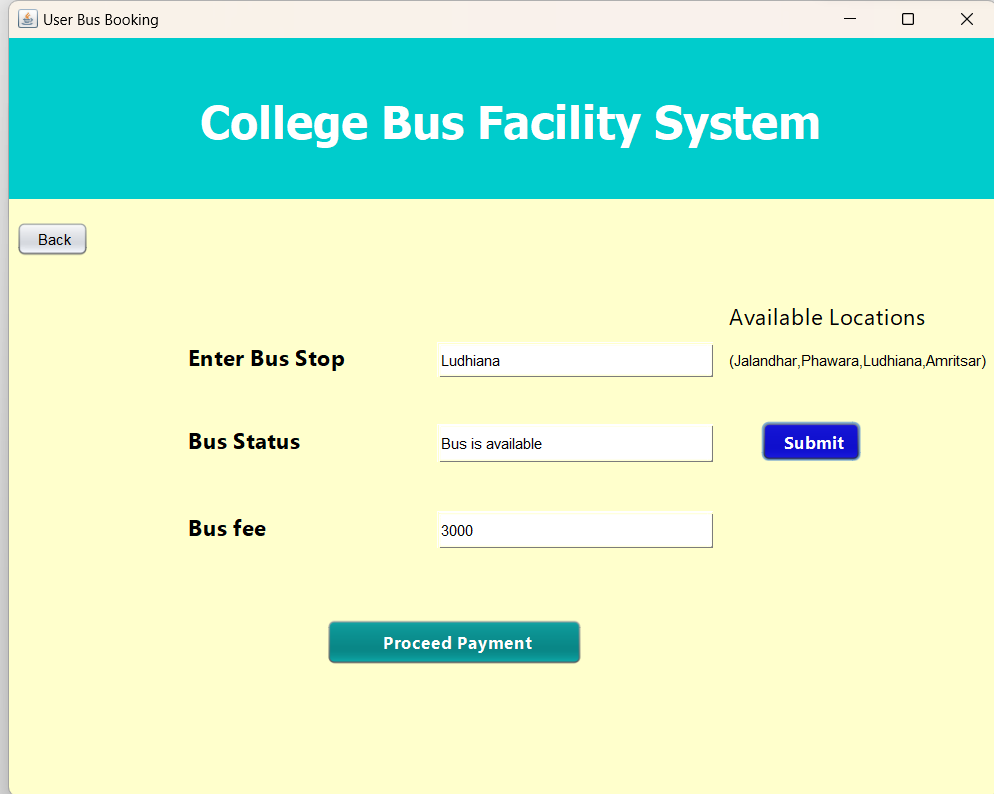 User Bus Booking
College Bus Facility System
Back
Available Locations
Enter Bus Stop Ludhiana (Jalandhar,Phawara,Ludhiana,Amritsar)
Bus Status Bus is available Submit
Bus fee 3000
Proceed Payment